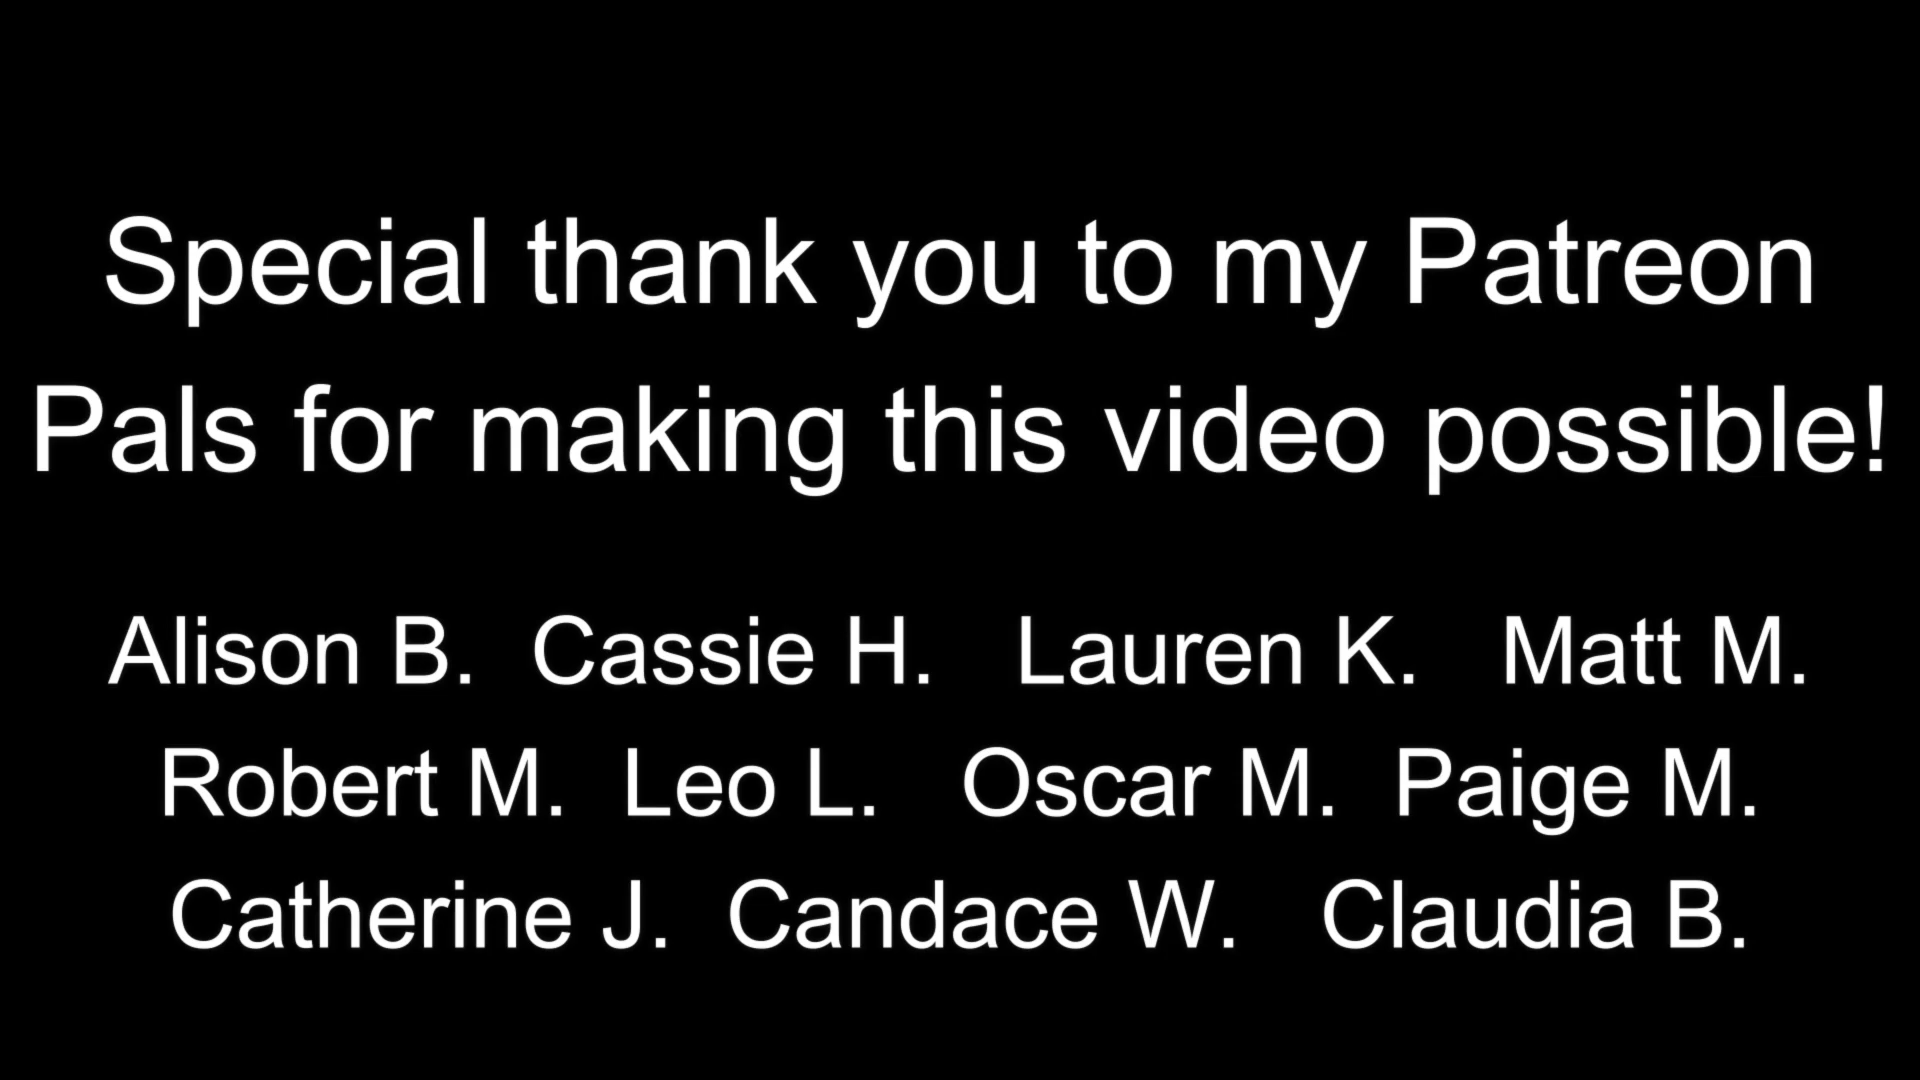 Special thank you to my Patreon
Pals for making this video possible!
Alison B. Cassie H. Lauren K. Matt M.
Robert M. Leo L. Oscar M. Paige M.
Catherine J. Candace W. Claudia B.